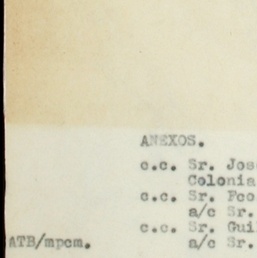 ANEXOS.
c.c. Sr. Jos
Colonia
c.c. Sr. Fco
a/c Sr.
c.c. Sr. Gui
ATB/mpcm. a/c Sr.